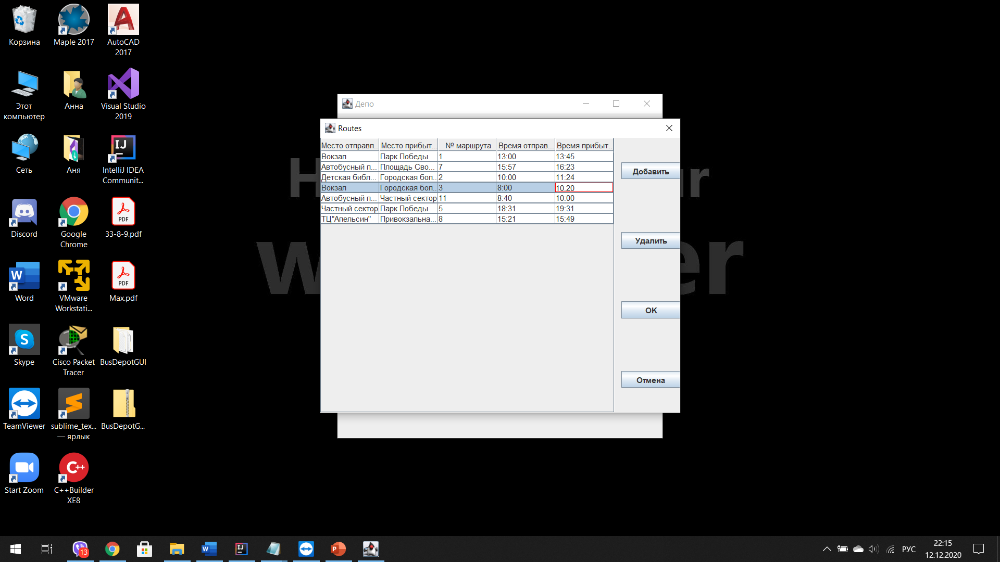 Корзина
Maple 2017
AutoCAD
2017
Этот
компьютер
Анна
Visual Studio
2019
Сеть
Аня
IntelliJ IDEA
Communit...
Discord
Google
Chrome
PDF
33-8-9.pdf
Word
VMware
Workstati...
PDF
Max.pdf
Skype
Cisco Packet
Tracer
BusDepotGUI
TeamViewer
sublime_tex...
— ярлык
BusDepotG...
Start Zoom
C++Builder
XE8
Депо
Routes
Место отправл... Место прибыт... № маршрута Время отправ... Время прибыт...
Вокзал Парк Победы 1 13:00 13:45
Автобусный п... Площадь Сво... 7 15:57 16:23
Детская библ... Городская бол... 2 10:00 11:24
Вокзал Городская бол... 3 8:00 10.20
Автобусный п... Частный сектор 11 8:40 10:00
Частный сектор Парк Победы 5 18:31 19:31
ТЦ"Апельсин" Привокзальна... 8 15:21 15:49
Добавить
Удалить
OK
Отмена
13
РУС
22:15
12.12.2020